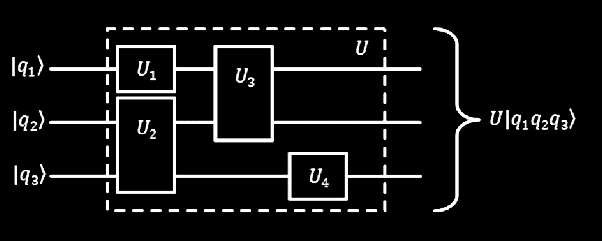 U
|q₁⟩ U₁ U₃
|q₂⟩ U₂ U|q₁q₂q₃⟩
|q₃⟩ U₄